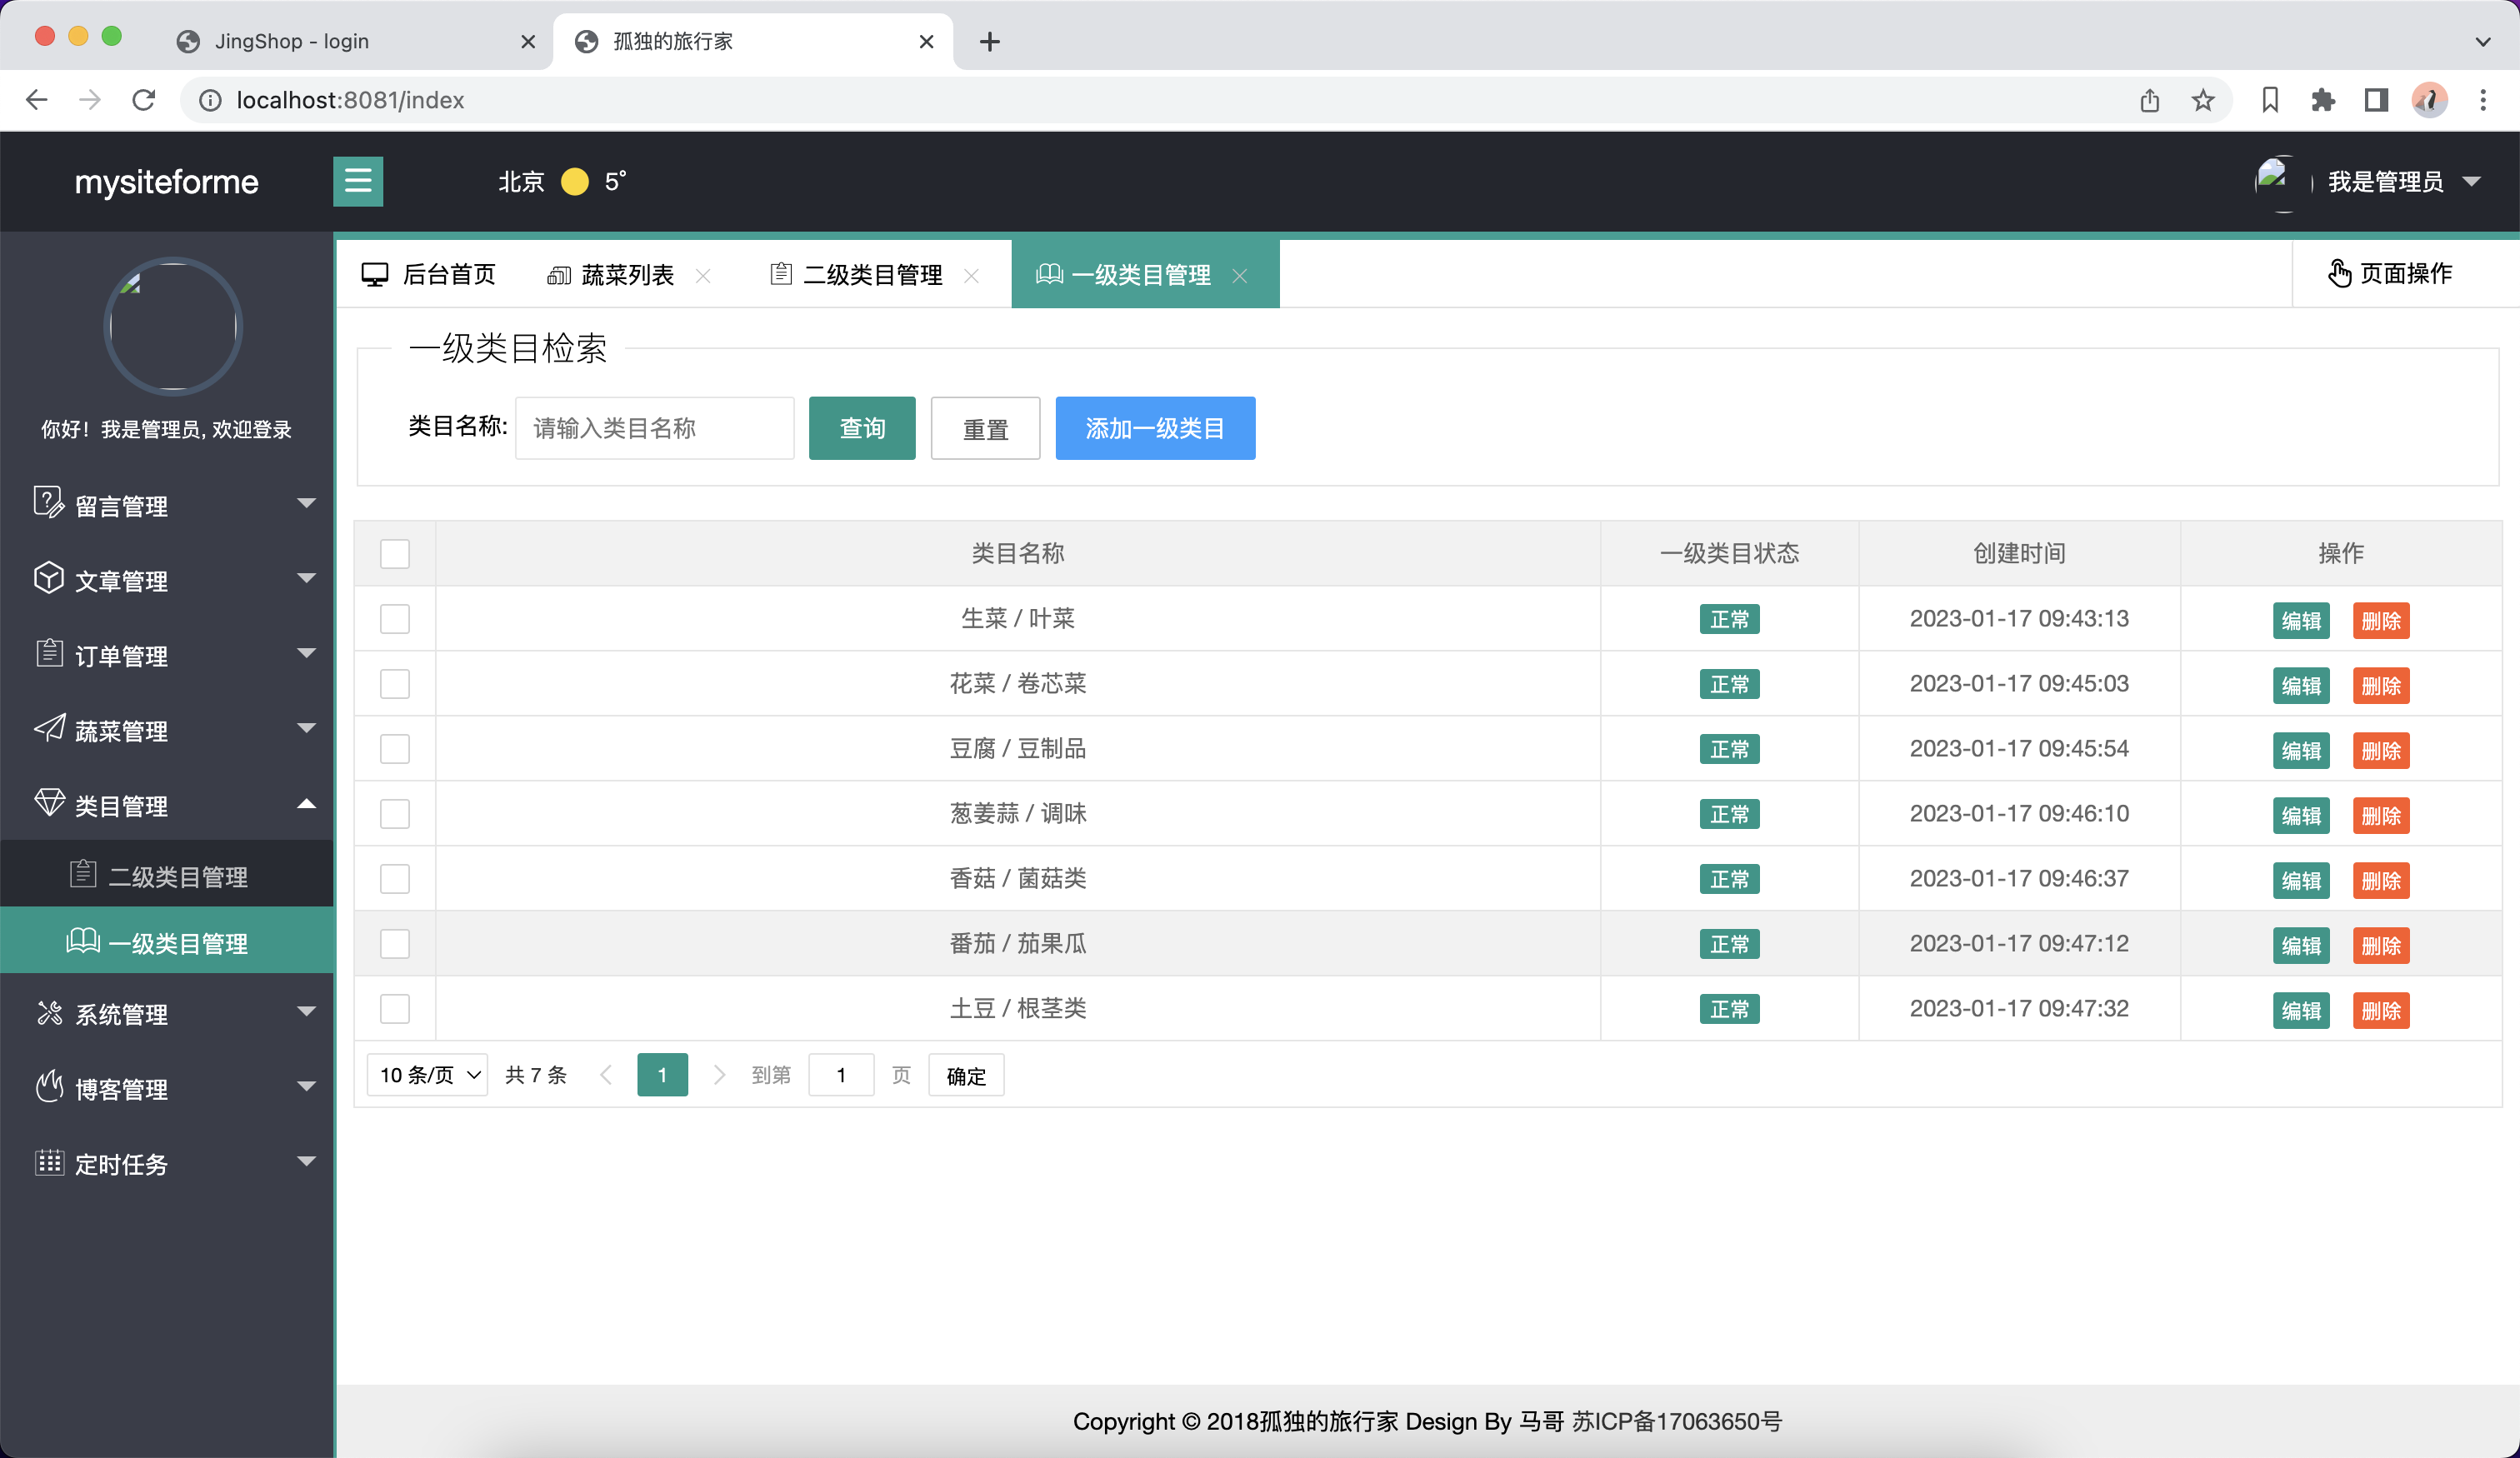 JingShop - login
孤独的旅行家
localhost:8081/index
mysiteforme
北京 5°
我是管理员
后台首页
蔬菜列表
二级类目管理
一级类目管理
页面操作
你好！我是管理员, 欢迎登录
留言管理
文章管理
订单管理
蔬菜管理
类目管理
二级类目管理
一级类目管理
系统管理
博客管理
定时任务
一级类目检索
类目名称: 请输入类目名称 查询 重置 添加一级类目
类目名称 一级类目状态 创建时间 操作
生菜 / 叶菜 正常 2023-01-17 09:43:13 编辑 删除
花菜 / 卷芯菜 正常 2023-01-17 09:45:03 编辑 删除
豆腐 / 豆制品 正常 2023-01-17 09:45:54 编辑 删除
葱姜蒜 / 调味 正常 2023-01-17 09:46:10 编辑 删除
香菇 / 菌菇类 正常 2023-01-17 09:46:37 编辑 删除
番茄 / 茄果瓜 正常 2023-01-17 09:47:12 编辑 删除
土豆 / 根茎类 正常 2023-01-17 09:47:32 编辑 删除
10 条/页 共 7 条 1 到第 1 页 确定
Copyright © 2018孤独的旅行家 Design By 马哥 苏ICP备17063650号